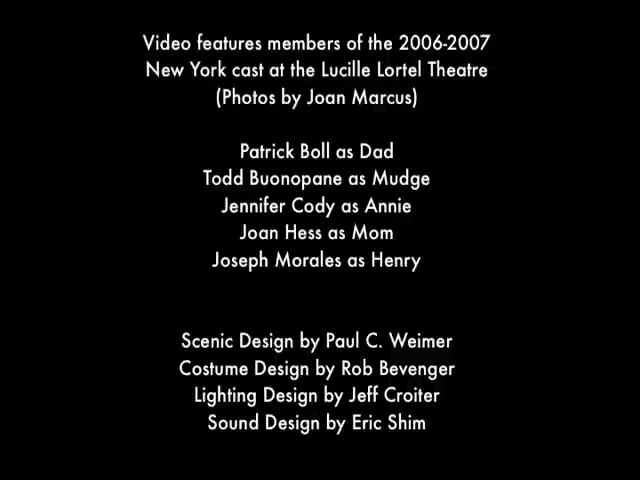 Video features members of the 2006-2007
New York cast at the Lucille Lortel Theatre
(Photos by Joan Marcus)
Patrick Boll as Dad
Todd Buonopane as Mudge
Jennifer Cody as Annie
Joan Hess as Mom
Joseph Morales as Henry
Scenic Design by Paul C. Weimer
Costume Design by Rob Bevenger
Lighting Design by Jeff Croiter
Sound Design by Eric Shim